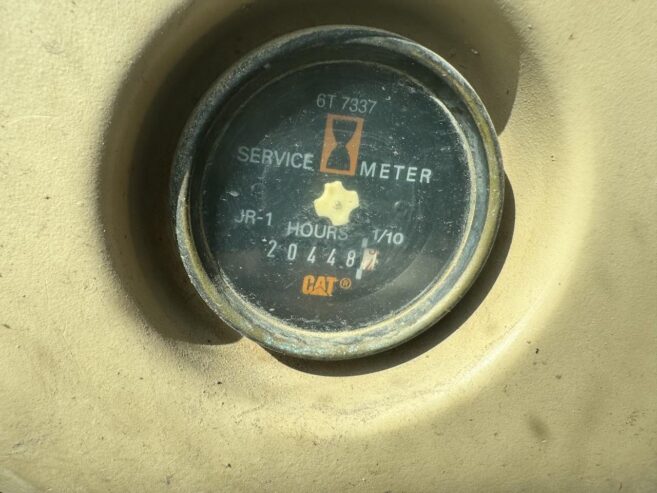 6T 7337
SERVICE METER
JR-1 HOURS 1/10
20448
CAT®